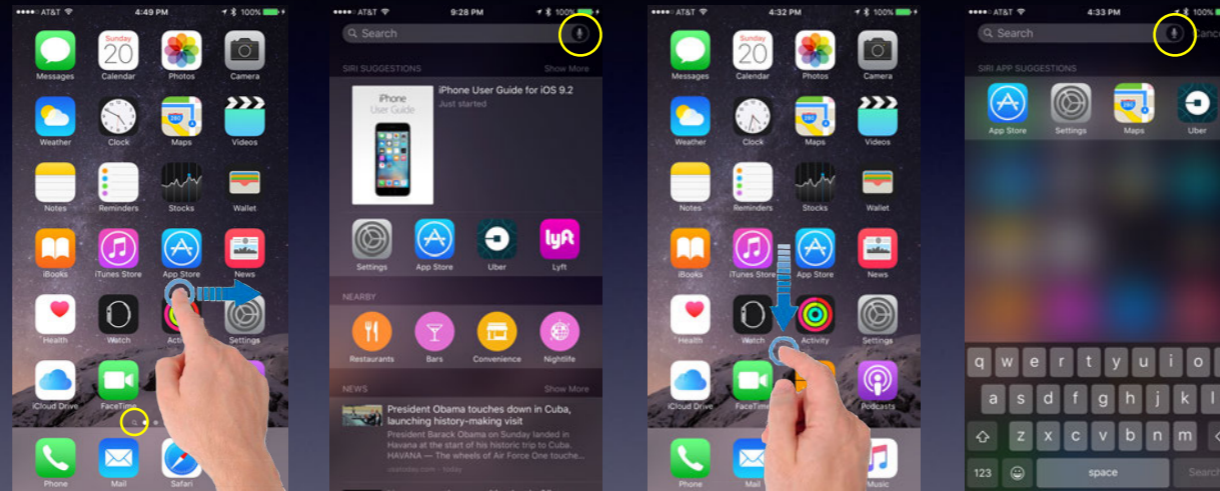 AT&T 4:49 PM 100%
Sunday
20
Messages Calendar Photos Camera
280
Weather Clock Maps Videos
Notes Reminders Stocks Wallet
iBooks iTunes Store App Store News
Health Watch Settings
iCloud Drive FaceTime
Phone Mail Safari
AT&T 9:28 PM 100%
Search
SIRI SUGGESTIONS Show More
iPhone
User Guide
iPhone User Guide for iOS 9.2
Just started
lyft
Settings App Store Uber Lyft
NEARBY
Restaurants Bars Convenience Nightlife
NEWS Show More
President Obama touches down in Cuba,
launching history-making visit
President Barack Obama on Sunday landed in
Havana at the start of his historic trip to Cuba.
HAVANA — The wheels of Air Force One touche...
usatoday.com - today
AT&T 4:32 PM 100%
Sunday
20
Messages Calendar Photos Camera
280
Weather Clock Maps Videos
Notes Reminders Stocks Wallet
iBooks iTunes Store App Store News
Health Watch Activity Settings
iCloud Drive FaceTime Podcasts
Phone Mail Music
AT&T 4:33 PM 100%
Search
SIRI APP SUGGESTIONS
280
App Store Settings Maps Uber
q w e r t y u i o
a s d f g h j k l
z x c v b n m
123 space Search